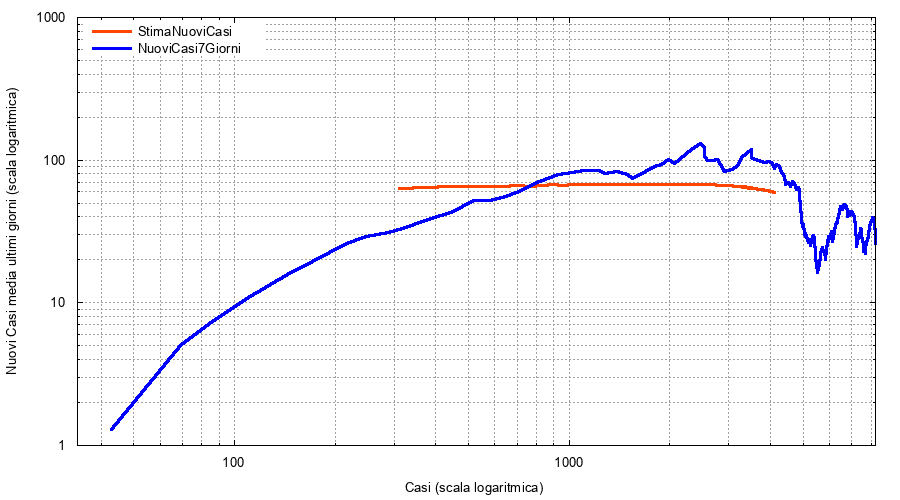 1000
StimaNuoviCasi
NuoviCasi7Giorni
100
10
1
100
1000
Nuovi Casi media ultimi giorni (scala logaritmica)
Casi (scala logaritmica)